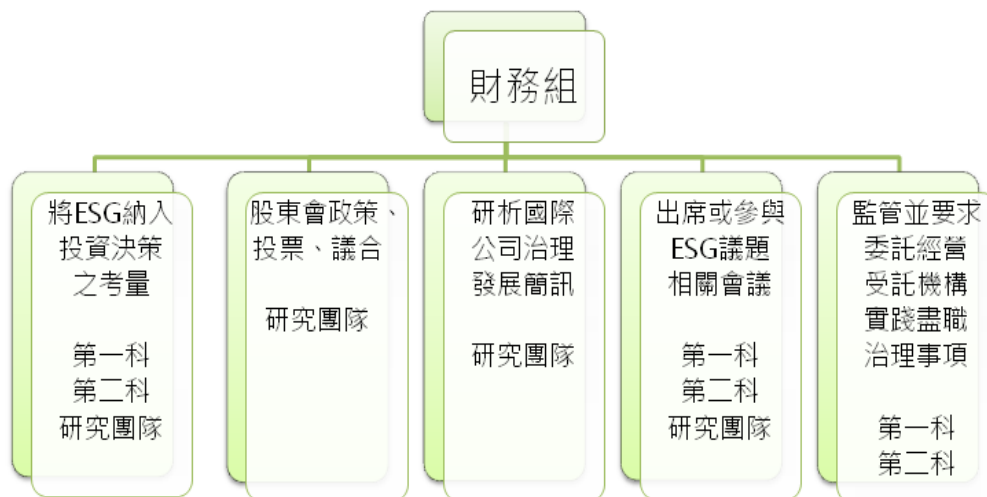 財務組
將ESG納入
投資決策
之考量
第一科
第二科
研究團隊
股東會政策、
投票、議合
研究團隊
研析國際
公司治理
發展簡訊
研究團隊
出席或參與
ESG議題
相關會議
第一科
第二科
研究團隊
監管並要求
委託經營
受託機構
實踐盡職
治理事項
第一科
第二科